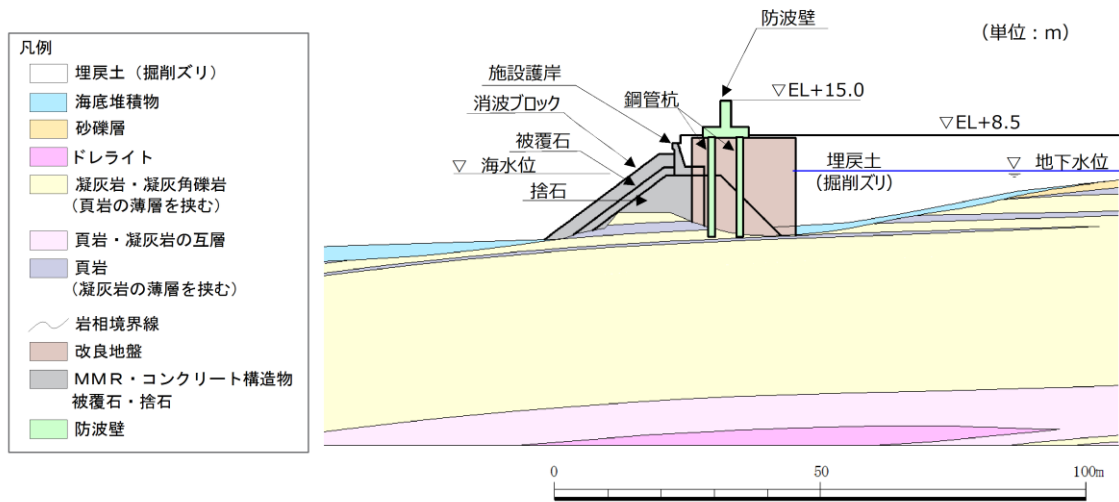 凡例
埋戻土（掘削ズリ）
海底堆積物
砂礫層
ドレライト
凝灰岩・凝灰角礫岩
(頁岩の薄層を挟む)
頁岩・凝灰岩の互層
頁岩
(凝灰岩の薄層を挟む)
岩相境界線
改良地盤
ＭＭＲ・コンクリート構造物
被覆石・捨石
防波壁
防波壁
(単位：m)
施設護岸
▽EL+15.0
消波ブロック
鋼管杭
▽EL+8.5
被覆石
▽ 海水位
埋戻土
(掘削ズリ)
▽ 地下水位
捨石
0
50
100m